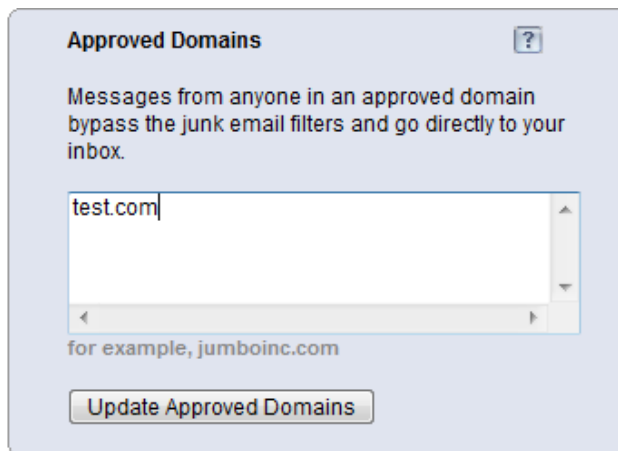 Approved Domains
?
Messages from anyone in an approved domain
bypass the junk email filters and go directly to your
inbox.
test.com
for example, jumboinc.com
Update Approved Domains